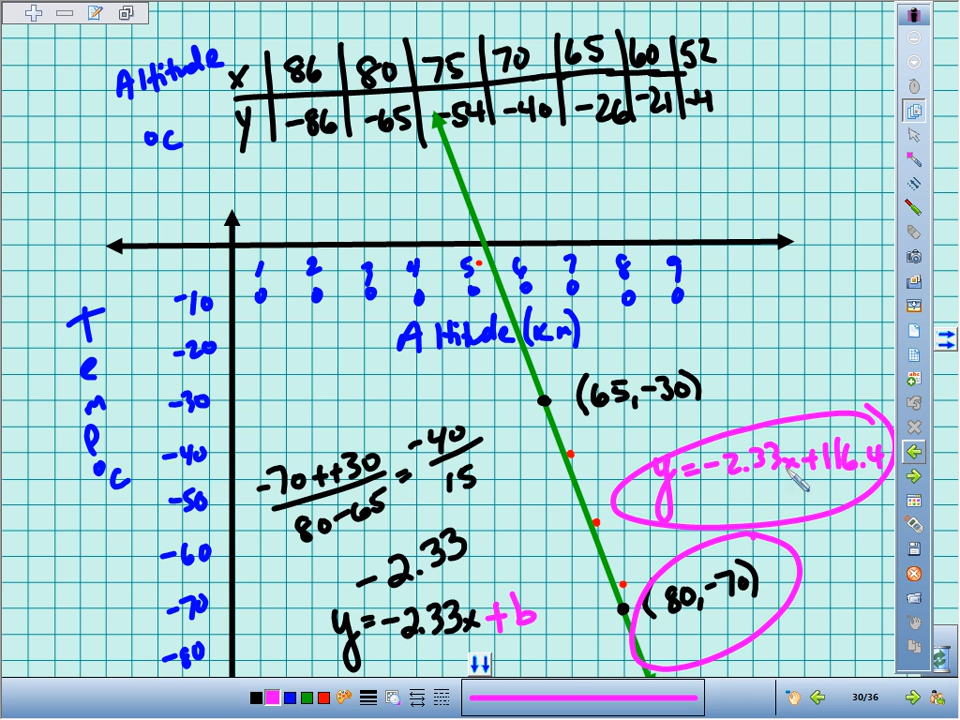 Altitude x 86 80 75 70 65 60 52
°C y -86 -65 -54 -40 -26 -21 -4
1 2 3 4 5 6 7 8 9
0 0 0 0 0 0 0 0 0
Altitude (km)
Temp °C
-10
-20
-30
-40
-50
-60
-70
-80
(65,-30)
-70++30 = -40
80-65 15
-2.33
y=-2.33x+b
y=-2.33x+116.4
(80,-70)
abc
30/36